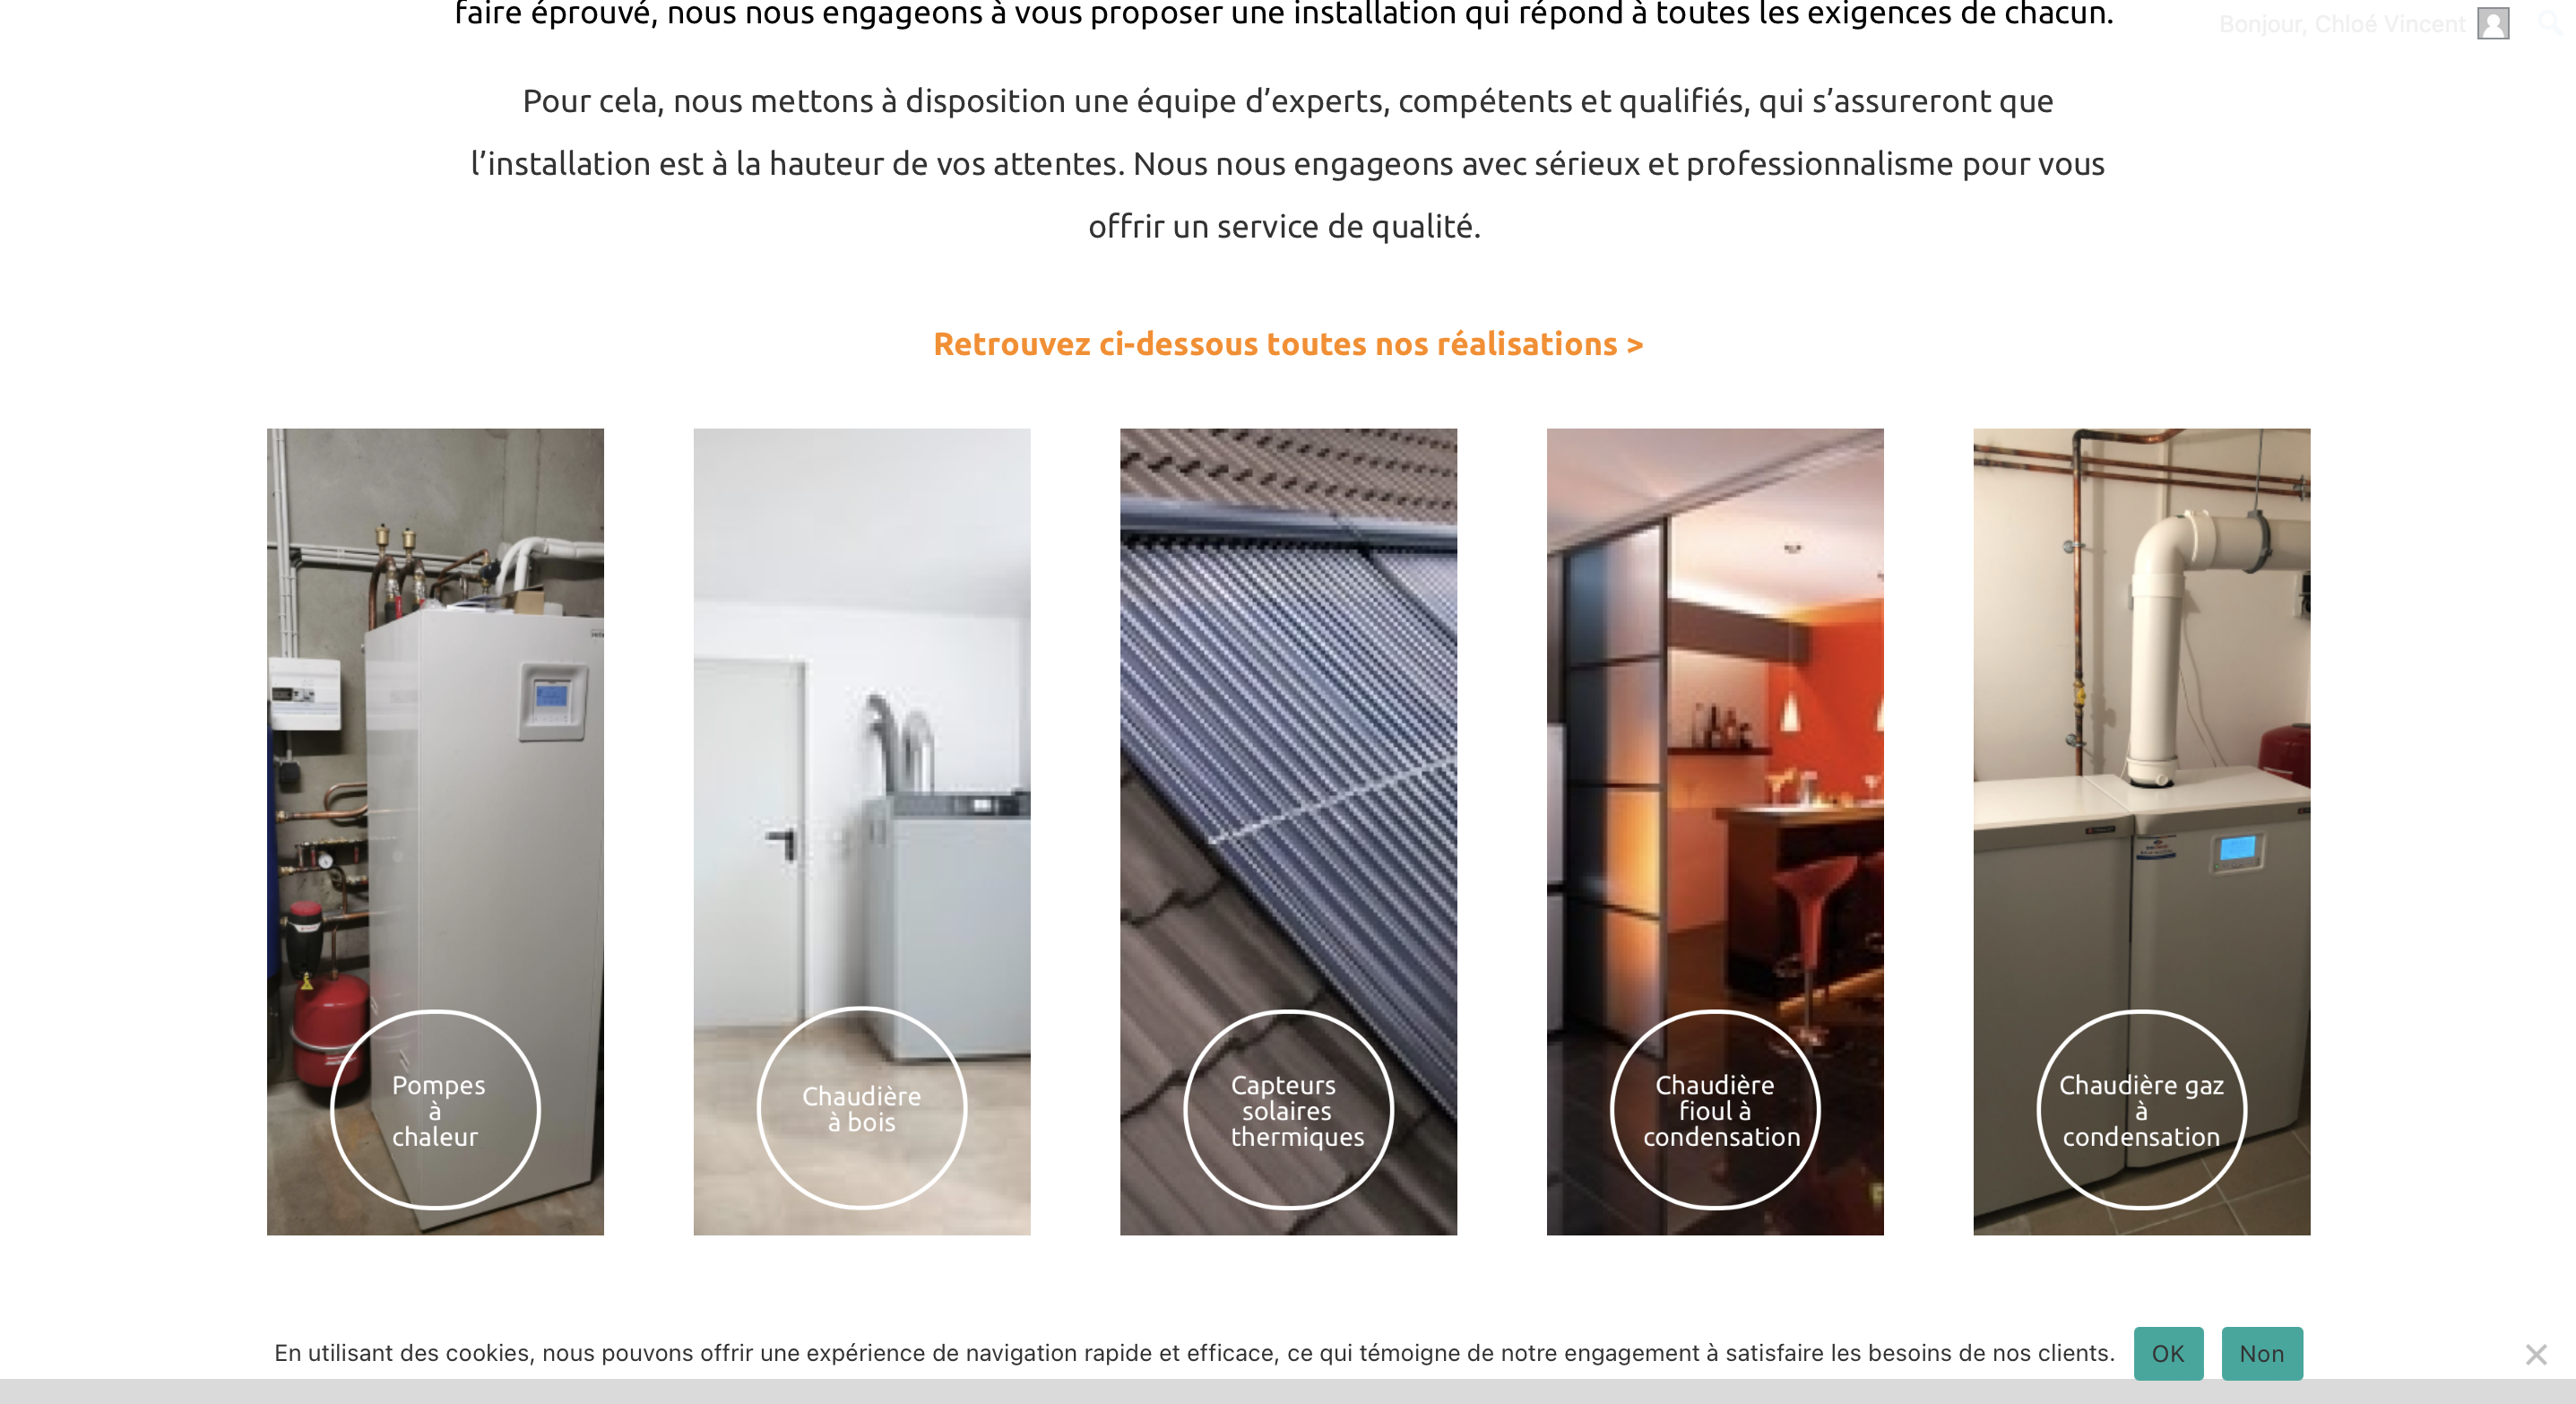 faire éprouvé, nous nous engageons à vous proposer une installation qui répond à toutes les exigences de chacun.
Bonjour, Chloé Vincent
Pour cela, nous mettons à disposition une équipe d’experts, compétents et qualifiés, qui s’assureront que
l’installation est à la hauteur de vos attentes. Nous nous engageons avec sérieux et professionnalisme pour vous
offrir un service de qualité.
Retrouvez ci-dessous toutes nos réalisations >
Pompes
à
chaleur
Chaudière
à bois
Capteurs
solaires
thermiques
Chaudière
fioul à
condensation
Chaudière gaz
à
condensation
En utilisant des cookies, nous pouvons offrir une expérience de navigation rapide et efficace, ce qui témoigne de notre engagement à satisfaire les besoins de nos clients.
OK
Non